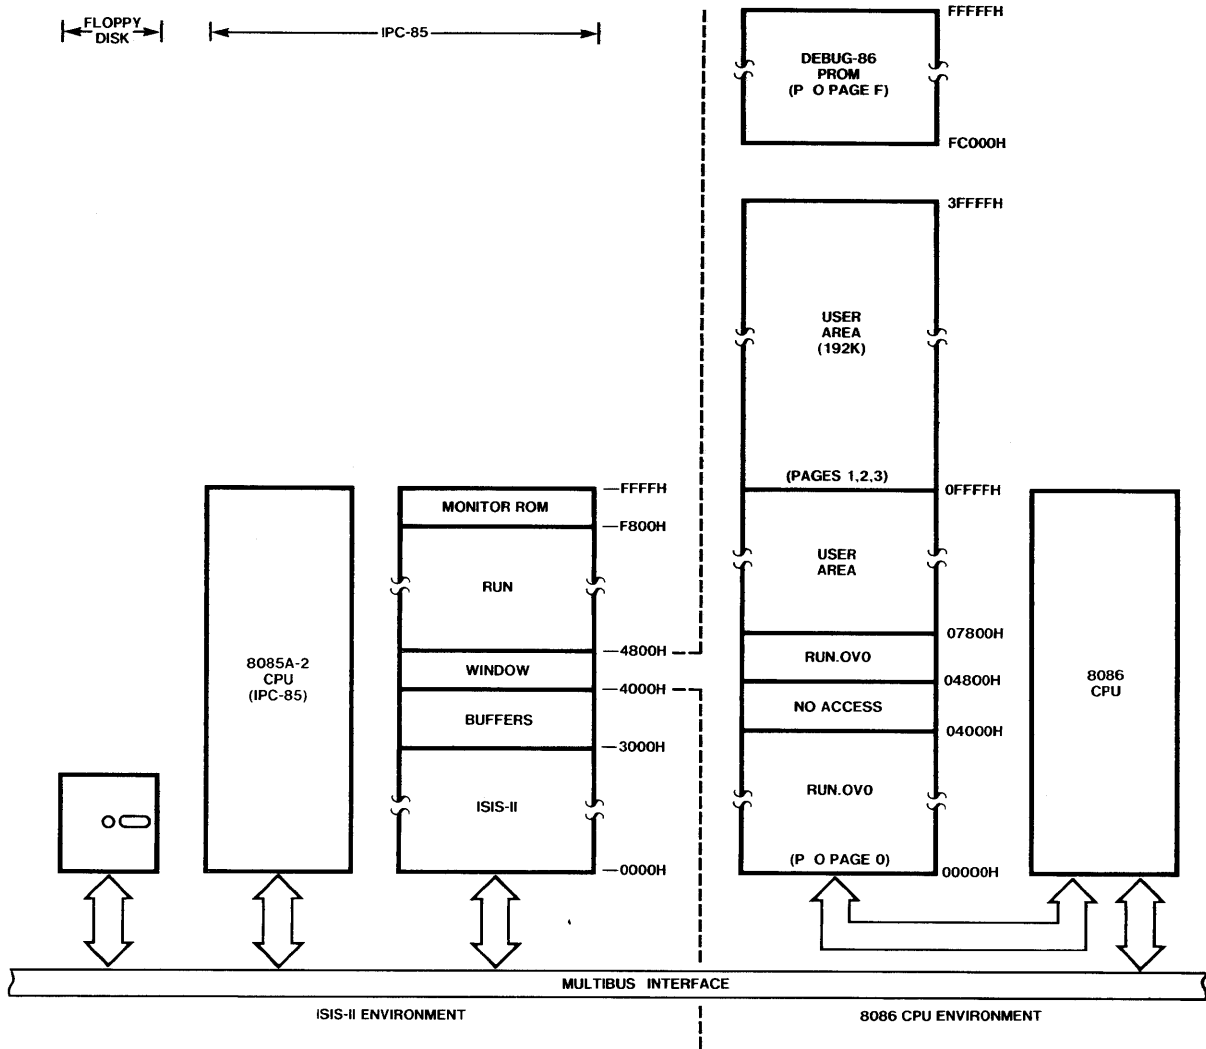 FLOPPY
DISK
IPC-85
FFFFFH
DEBUG-86
PROM
(P O PAGE F)
FC000H
3FFFFH
USER
AREA
(192K)
(PAGES 1,2,3)
0FFFFH
USER
AREA
07800H
RUN.OV0
04800H
NO ACCESS
04000H
RUN.OV0
(P O PAGE 0)
00000H
8086
CPU
FFFFH
MONITOR ROM
F800H
RUN
4800H
WINDOW
4000H
BUFFERS
3000H
ISIS-II
0000H
8085A-2
CPU
(IPC-85)
MULTIBUS INTERFACE
ISIS-II ENVIRONMENT
8086 CPU ENVIRONMENT